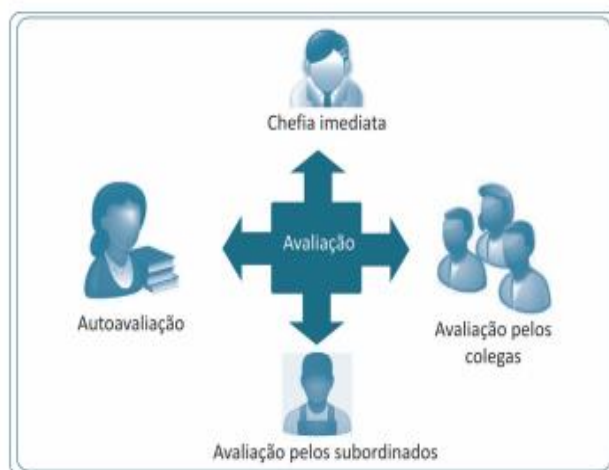 Chefia imediata
Avaliação
Autoavaliação
Avaliação pelos
colegas
Avaliação pelos subordinados